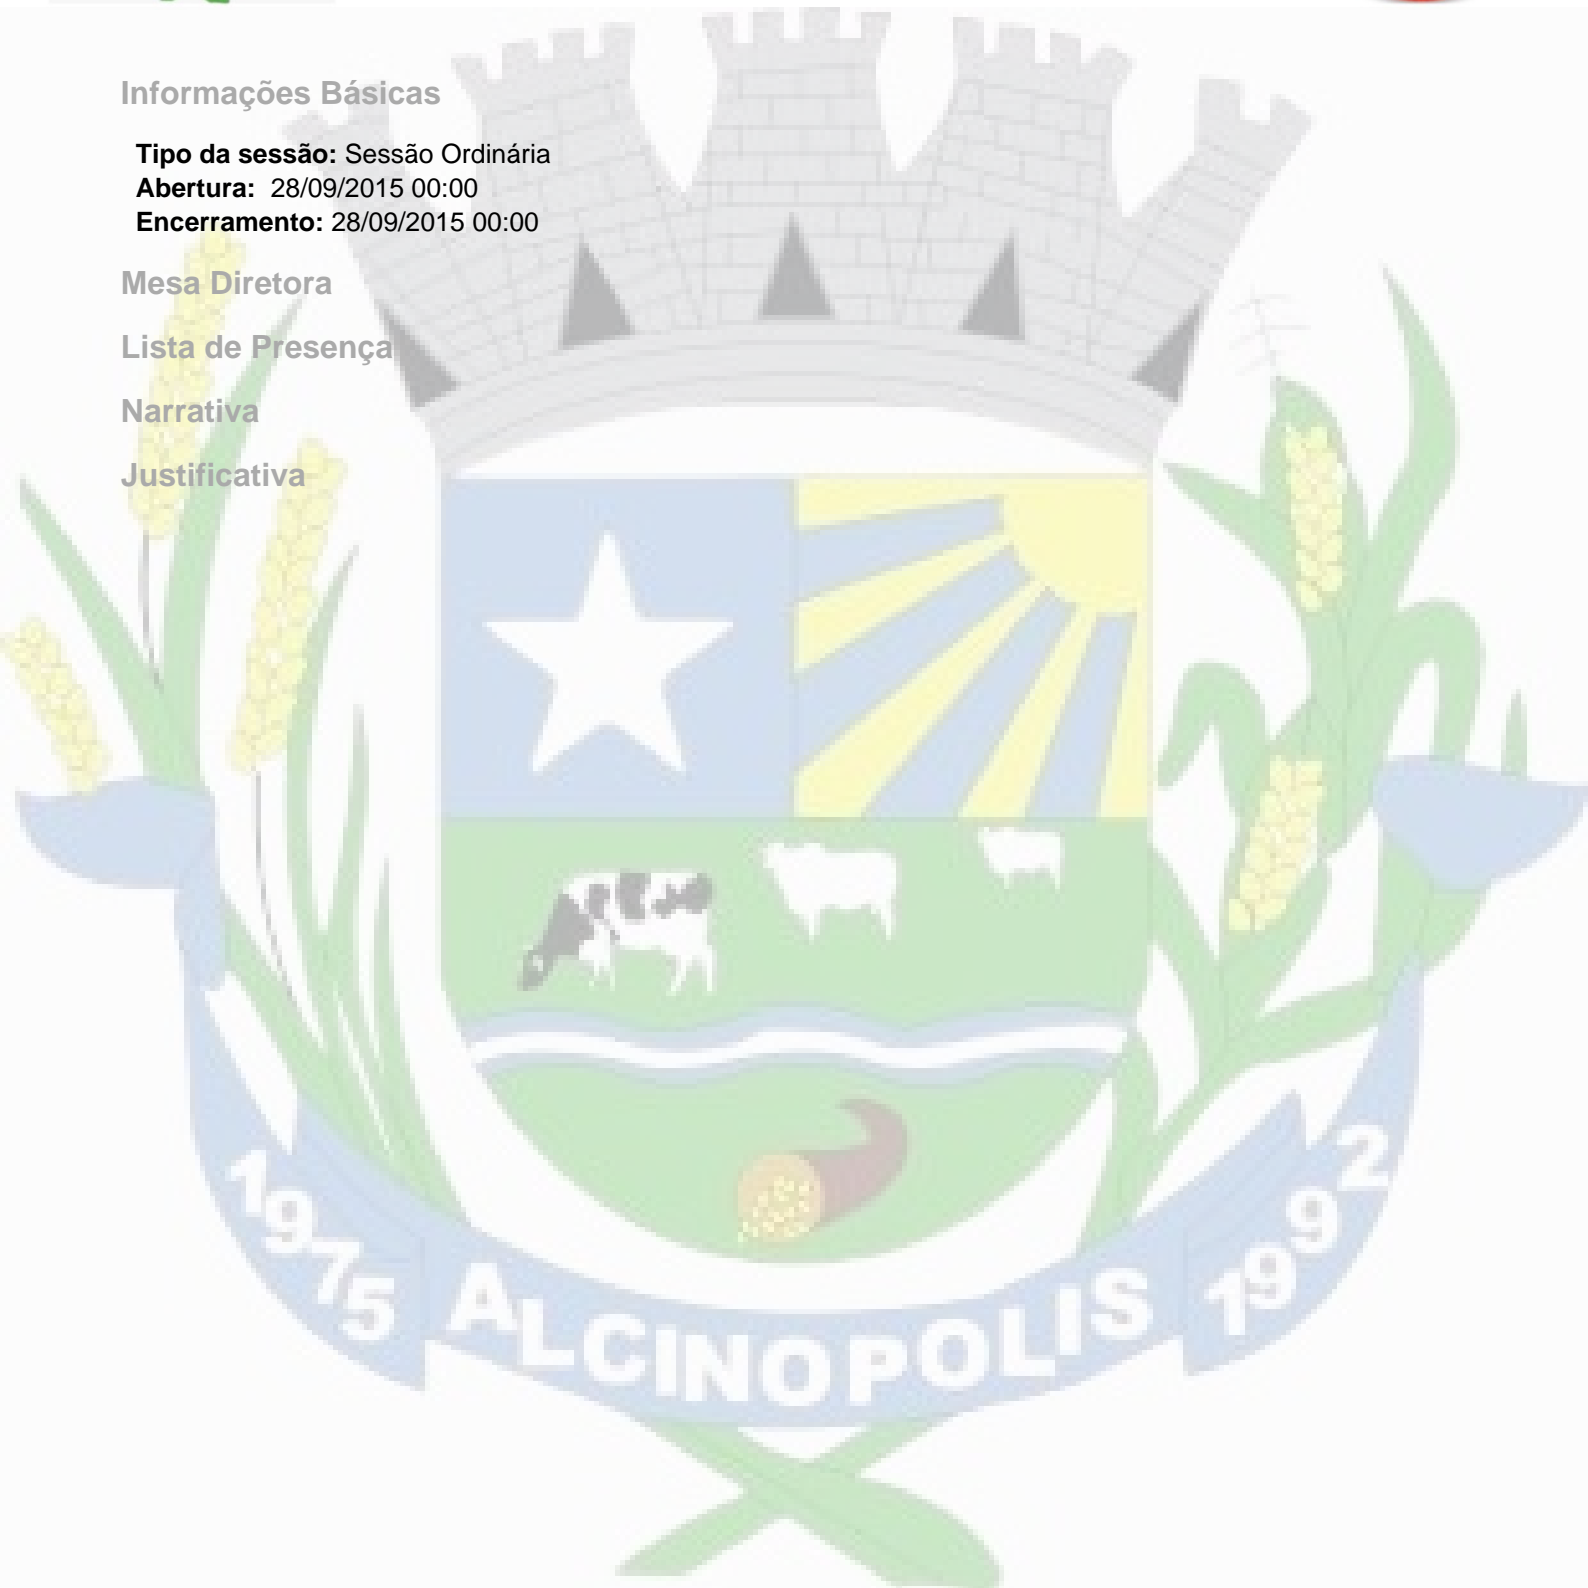 Informações Básicas
Tipo da sessão: Sessão Ordinária
Abertura: 28/09/2015 00:00
Encerramento: 28/09/2015 00:00
Mesa Diretora
Lista de Presença
Narrativa
Justificativa
1975 ALCINOPOLIS 1992